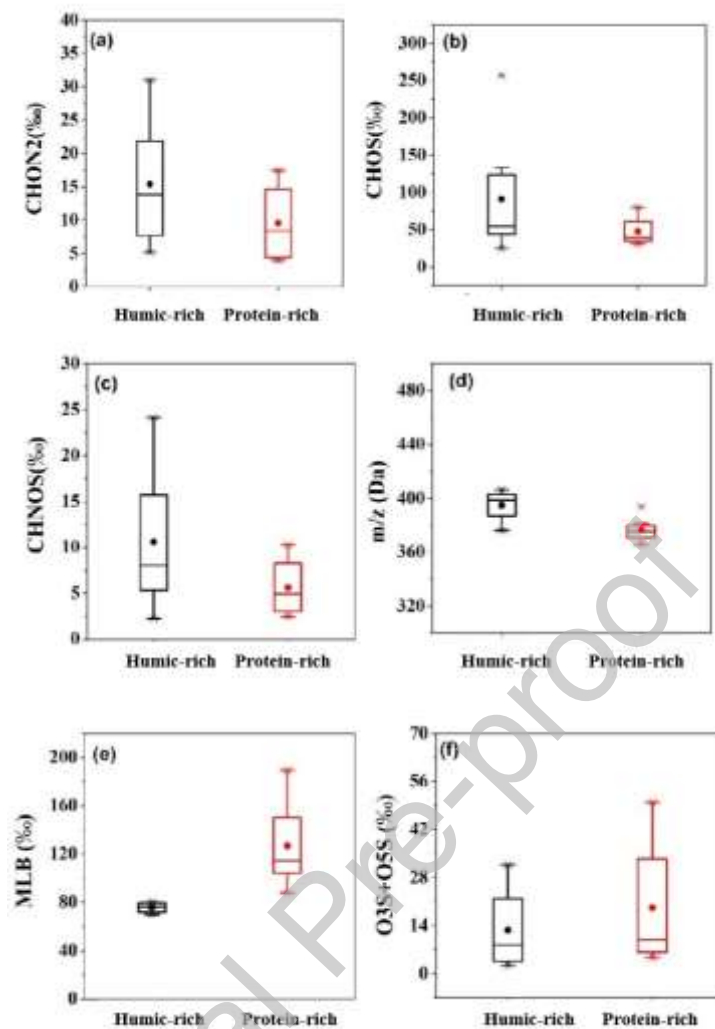 (a)
CHON2(‰)
40
35
30
25
20
15
10
5
0
Humic-rich Protein-rich
(b)
CHOS(‰)
300
250
200
150
100
50
0
Humic-rich Protein-rich
(c)
CHNOS(‰)
30
25
20
15
10
5
0
Humic-rich Protein-rich
(d)
m/z (Da)
480
440
400
360
320
Humic-rich Protein-rich
(e)
MLB (‰)
200
160
120
80
40
0
Humic-rich Protein-rich
(f)
O3S+O5S (‰)
70
56
42
28
14
0
Humic-rich Protein-rich
al Pre-proof